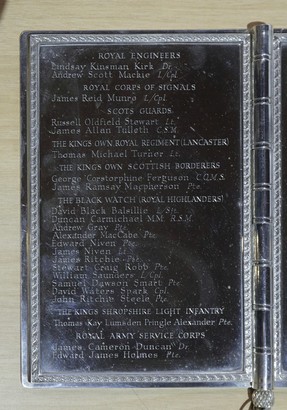 ROYAL ENGINEERS
Lindsay Kinsman Kirk Dr.
Andrew Scott Mackie L/Cpl.
ROYAL CORPS OF SIGNALS
James Reid Munro L/Cpl.
SCOTS GUARDS
Russell Oldfield Stewart Lt.
James Allan Tulleth C.S.M.
THE KINGS OWN ROYAL REGIMENT (LANCASTER)
Thomas Michael Turner Lt.
THE KINGS OWN SCOTTISH BORDERERS
George Corstorphine Ferguson C.Q.M.S.
James Ramsay Macpherson Pte.
THE BLACK WATCH (ROYAL HIGHLANDERS)
David Black Balsillie
Duncan Carmichael M.M. R.S.M.
Andrew Gray Pte.
Alexander MacCabe Pte.
Edward Niven Pte.
James Niven Lt.
James Ritchie Pte.
Stewart Craig Robb Pte.
William Saunders L/Cpl.
Samuel Dawson Smart Pte.
David Waters Spark Cpl.
John Ritchie Steele Pte.
THE KINGS SHROPSHIRE LIGHT INFANTRY
Thomas Kay Lumsden Pringle Alexander Pte.
ROYAL ARMY SERVICE CORPS
James Cameron Duncan Dr.
Edward James Holmes Pte.